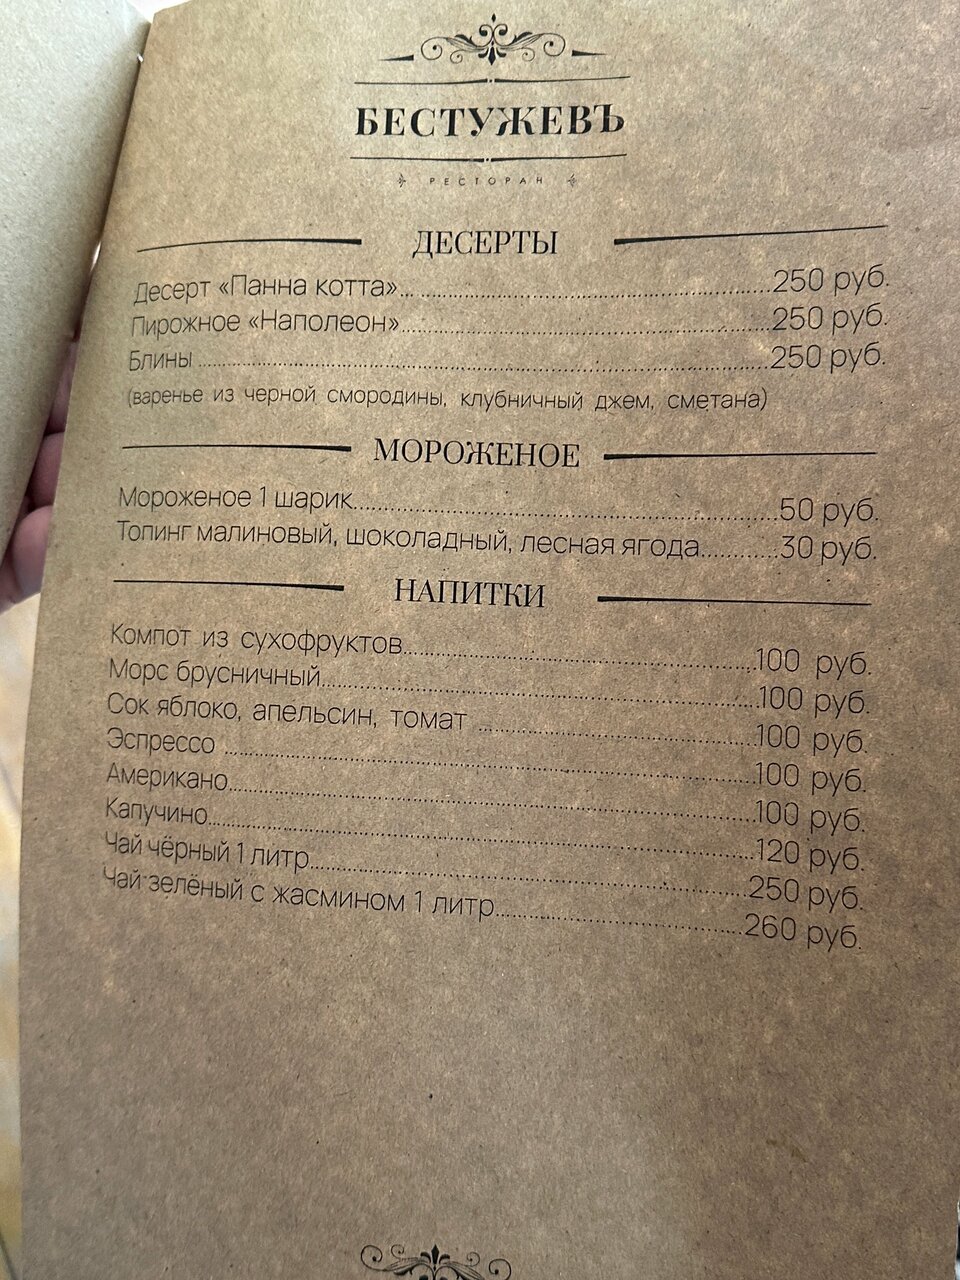 БЕСТУЖЕВЪ
РЕСТОРАН
ДЕСЕРТЫ
Десерт «Панна котта»...250 руб.
Пирожное «Наполеон»...250 руб.
Блины...250 руб.
(варенье из черной смородины, клубничный джем, сметана)
МОРОЖЕНОЕ
Мороженое 1 шарик...50 руб.
Топинг малиновый, шоколадный, лесная ягода...30 руб.
НАПИТКИ
Компот из сухофруктов...100 руб.
Морс брусничный...100 руб.
Сок яблоко, апельсин, томат...100 руб.
Эспрессо...100 руб.
Американо...100 руб.
Капучино...120 руб.
Чай чёрный 1 литр...250 руб.
Чай зелёный с жасмином 1 литр...260 руб.